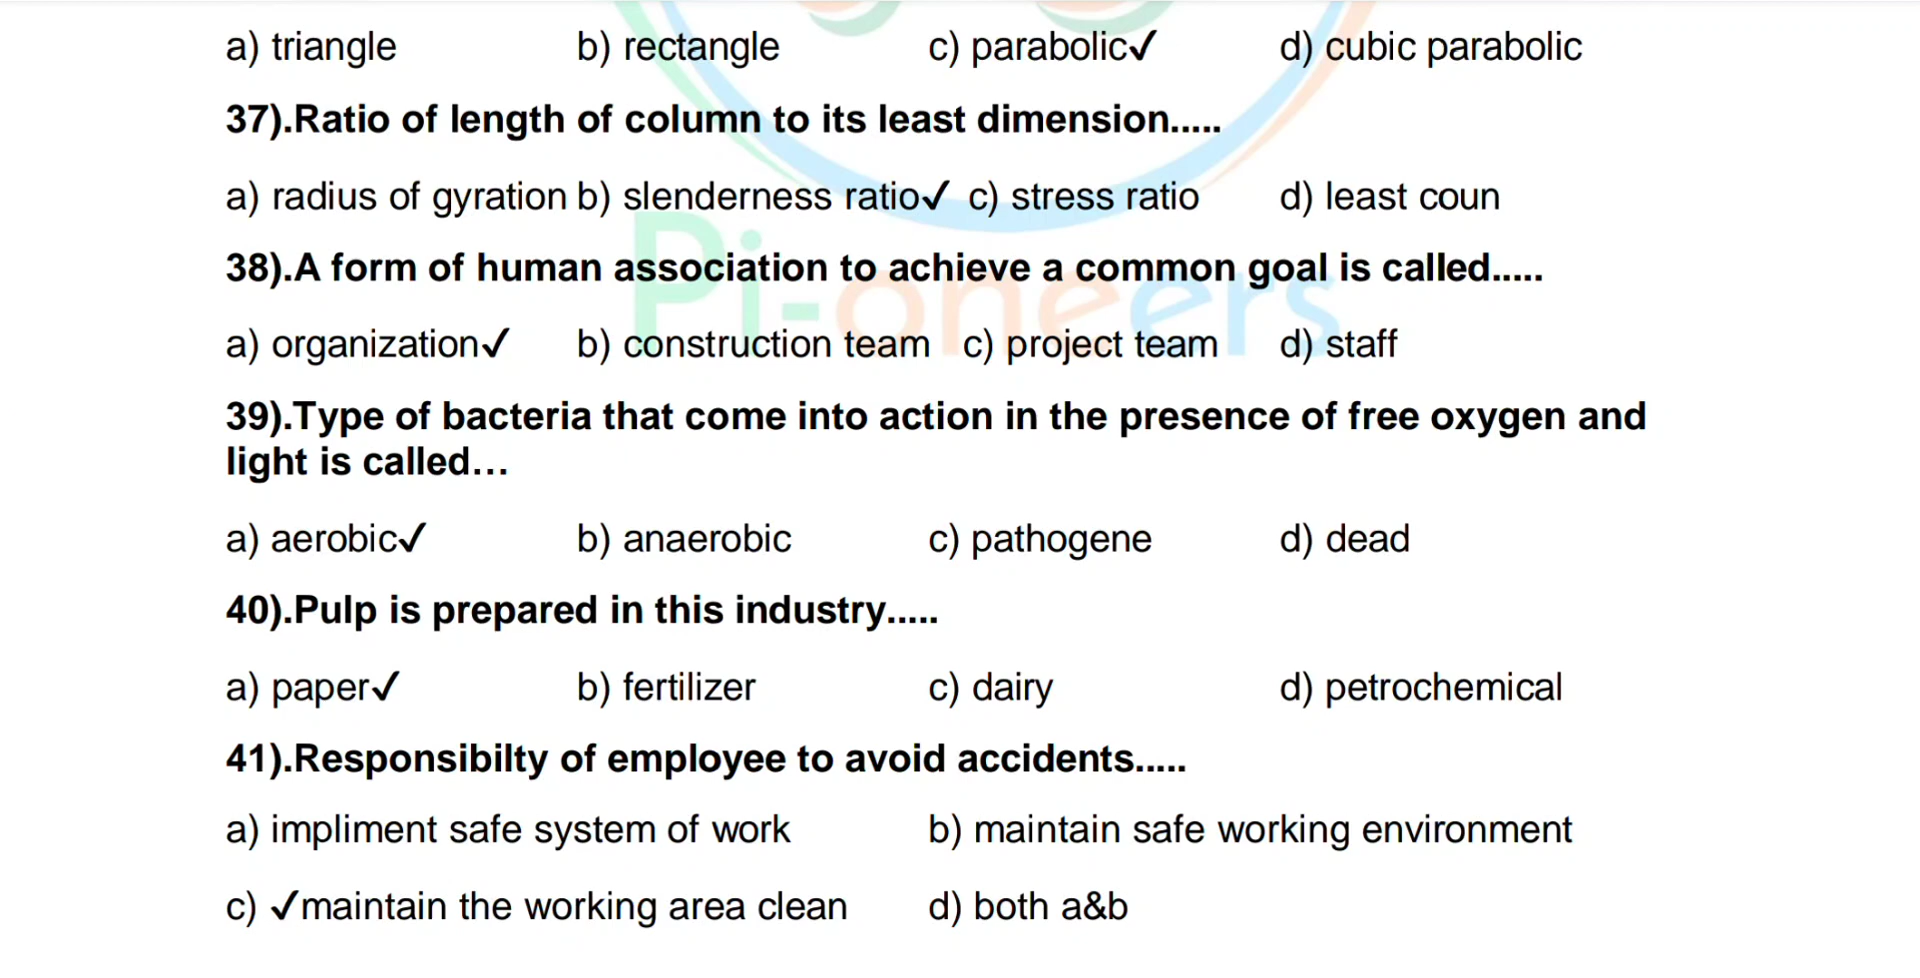 a) triangle b) rectangle c) parabolic✓ d) cubic parabolic
37).Ratio of length of column to its least dimension.....
a) radius of gyration b) slenderness ratio✓ c) stress ratio d) least coun
38).A form of human association to achieve a common goal is called.....
Pi-oneers
a) organization✓ b) construction team c) project team d) staff
39).Type of bacteria that come into action in the presence of free oxygen and
light is called...
a) aerobic✓ b) anaerobic c) pathogene d) dead
40).Pulp is prepared in this industry.....
a) paper✓ b) fertilizer c) dairy d) petrochemical
41).Responsibilty of employee to avoid accidents.....
a) impliment safe system of work b) maintain safe working environment
c) ✓maintain the working area clean d) both a&b